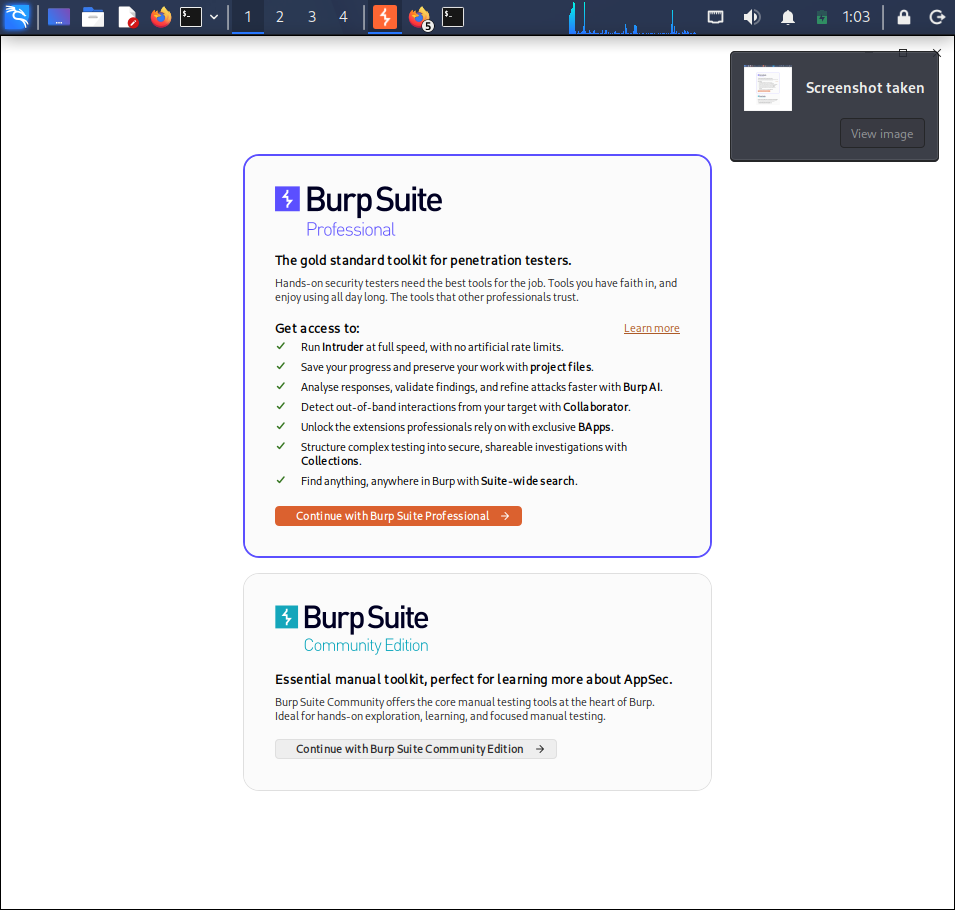 1 2 3 4 5 1:03
Screenshot taken
View image
Burp Suite
Professional
The gold standard toolkit for penetration testers.
Hands-on security testers need the best tools for the job. Tools you have faith in, and
enjoy using all day long. The tools that other professionals trust.
Get access to: Learn more
Run Intruder at full speed, with no artificial rate limits.
Save your progress and preserve your work with project files.
Analyse responses, validate findings, and refine attacks faster with Burp AI.
Detect out-of-band interactions from your target with Collaborator.
Unlock the extensions professionals rely on with exclusive BApps.
Structure complex testing into secure, shareable investigations with
Collections.
Find anything, anywhere in Burp with Suite-wide search.
Continue with Burp Suite Professional →
Burp Suite
Community Edition
Essential manual toolkit, perfect for learning more about AppSec.
Burp Suite Community offers the core manual testing tools at the heart of Burp.
Ideal for hands-on exploration, learning, and focused manual testing.
Continue with Burp Suite Community Edition →